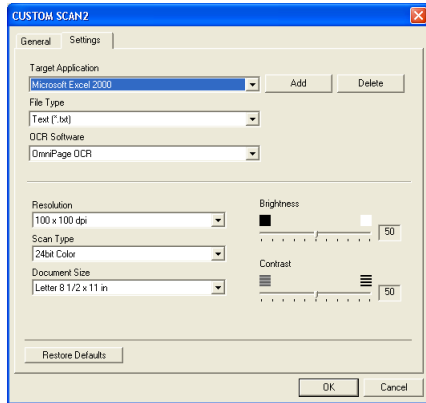 CUSTOM SCAN2
General Settings
Target Application
Microsoft Excel 2000 Add Delete
File Type
Text (*.txt)
OCR Software
OmniPage OCR
Resolution Brightness
100 x 100 dpi
50
Scan Type
24bit Color
Contrast
Document Size
Letter 8 1/2 x 11 in
50
Restore Defaults
OK Cancel